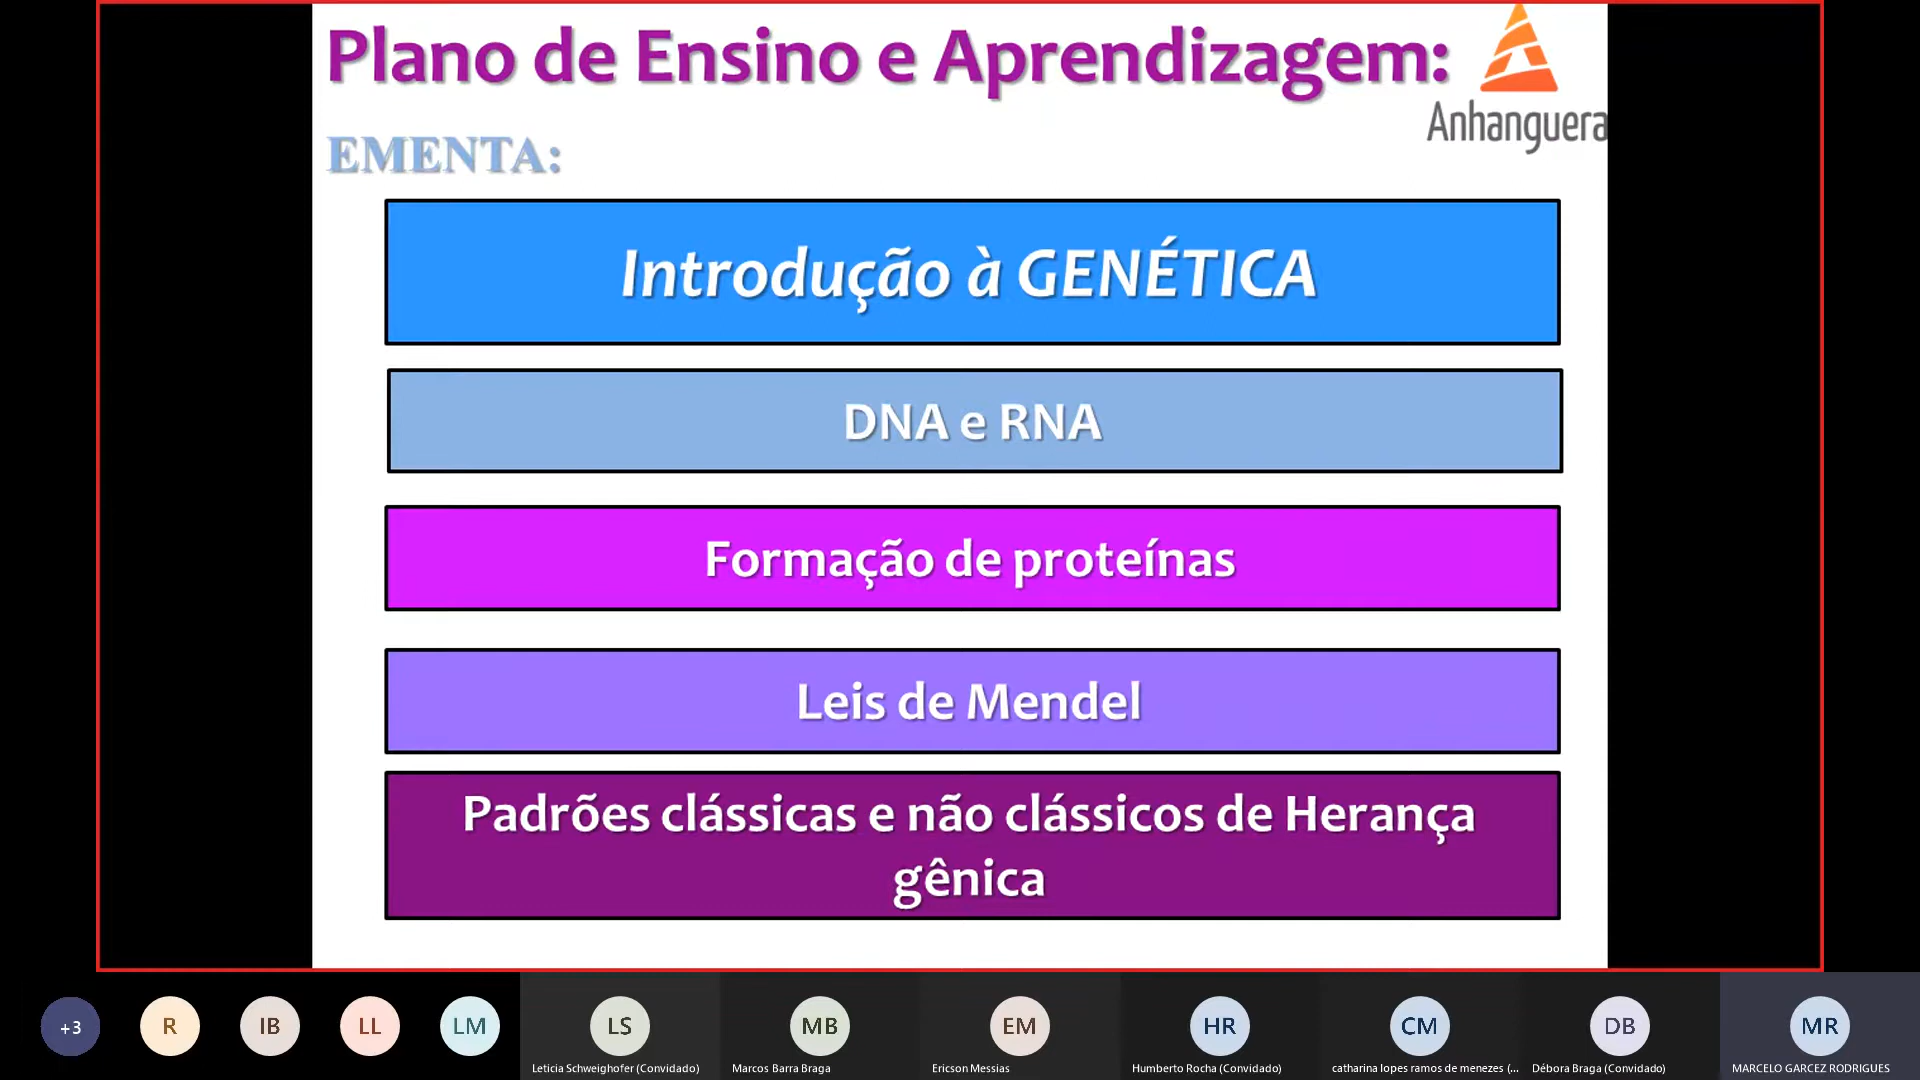 Plano de Ensino e Aprendizagem:
Anhanguera
EMENTA:
Introdução à GENÉTICA
DNA e RNA
Formação de proteínas
Leis de Mendel
Padrões clássicas e não clássicos de Herança
gênica
+3
R
IB
LL
LM
LS
MB
EM
HR
CM
DB
MR
Leticia Schweighofer (Convidado)
Marcos Barra Braga
Ericson Messias
Humberto Rocha (Convidado)
catharina lopes ramos de menezes (...
Débora Braga (Convidado)
MARCELO GARCEZ RODRIGUES